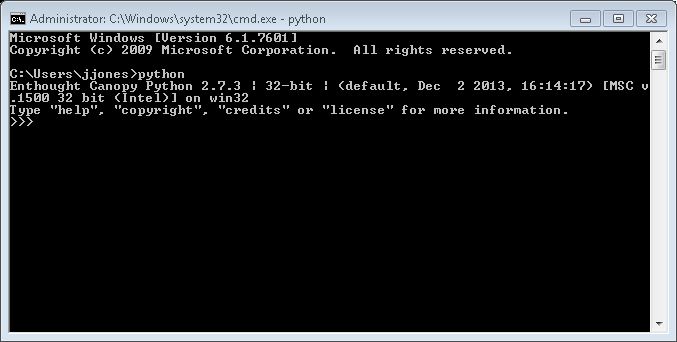 Administrator: C:\Windows\system32\cmd.exe - python
Microsoft Windows [Version 6.1.7601]
Copyright (c) 2009 Microsoft Corporation.  All rights reserved.
C:\Users\jjones>python
Enthought Canopy Python 2.7.3 | 32-bit | (default, Dec  2 2013, 16:14:17) [MSC v
.1500 32 bit (Intel)] on win32
Type "help", "copyright", "credits" or "license" for more information.
>>>